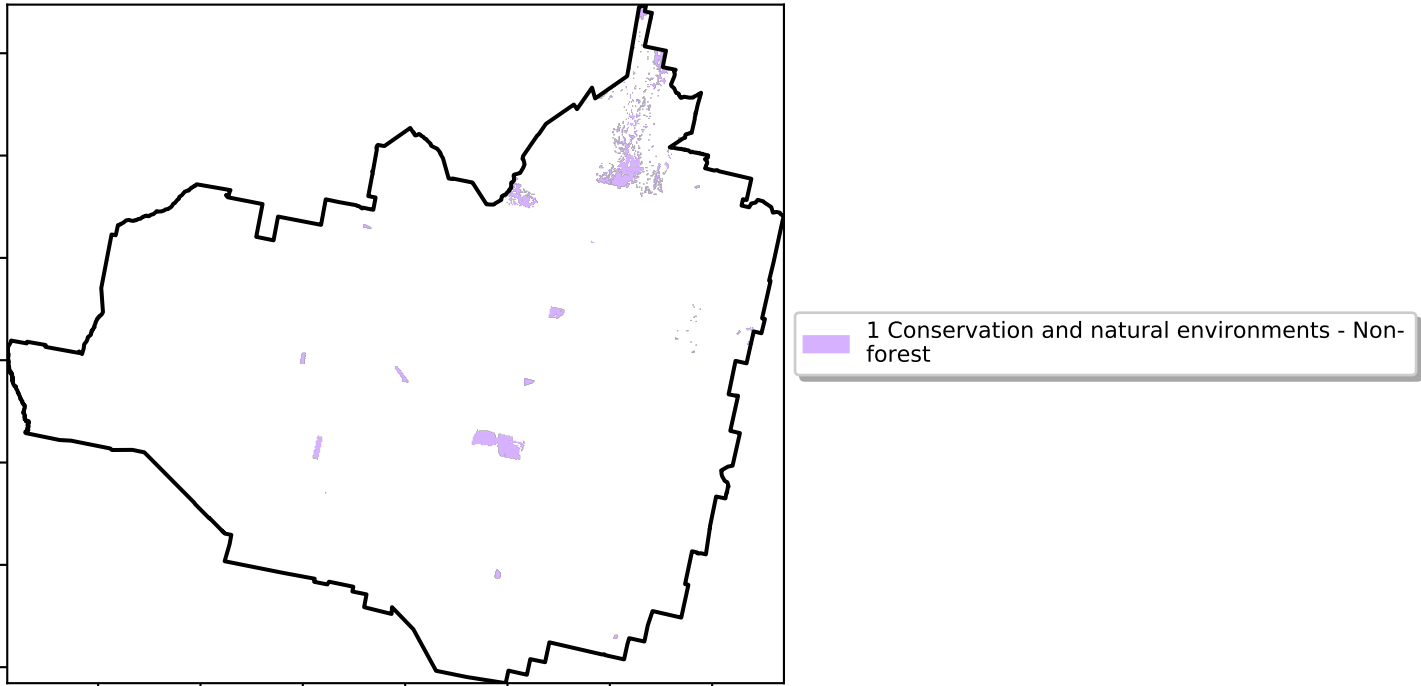 1 Conservation and natural environments - Non-
forest